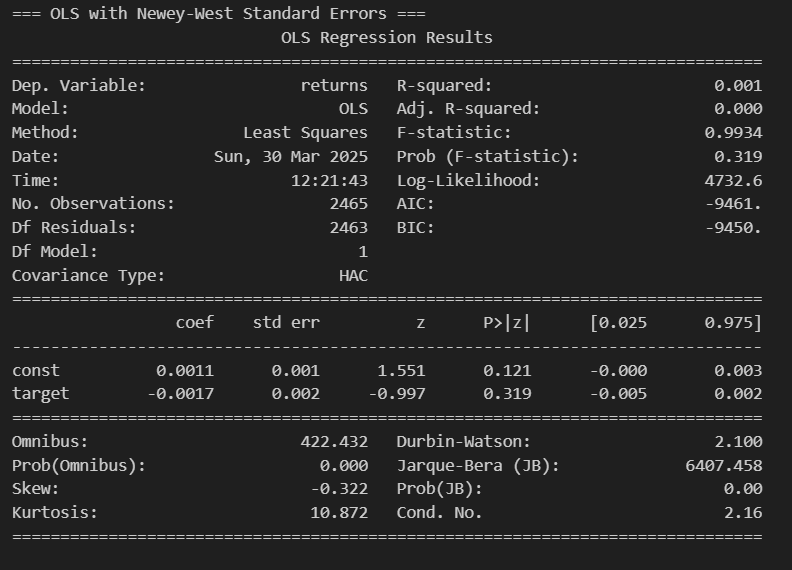 === OLS with Newey-West Standard Errors ===
                            OLS Regression Results
==============================================================================
Dep. Variable:                returns   R-squared:                       0.001
Model:                            OLS   Adj. R-squared:                  0.000
Method:                 Least Squares   F-statistic:                    0.9934
Date:                Sun, 30 Mar 2025   Prob (F-statistic):              0.319
Time:                        12:21:43   Log-Likelihood:                 4732.6
No. Observations:                2465   AIC:                            -9461.
Df Residuals:                    2463   BIC:                            -9450.
Df Model:                           1
Covariance Type:                  HAC
==============================================================================
                 coef    std err          z      P>|z|      [0.025      0.975]
------------------------------------------------------------------------------
const          0.0011      0.001      1.551      0.121      -0.000       0.003
target        -0.0017      0.002     -0.997      0.319      -0.005       0.002
==============================================================================
Omnibus:                      422.432   Durbin-Watson:                   2.100
Prob(Omnibus):                  0.000   Jarque-Bera (JB):             6407.458
Skew:                          -0.322   Prob(JB):                         0.00
Kurtosis:                      10.872   Cond. No.                         2.16
==============================================================================